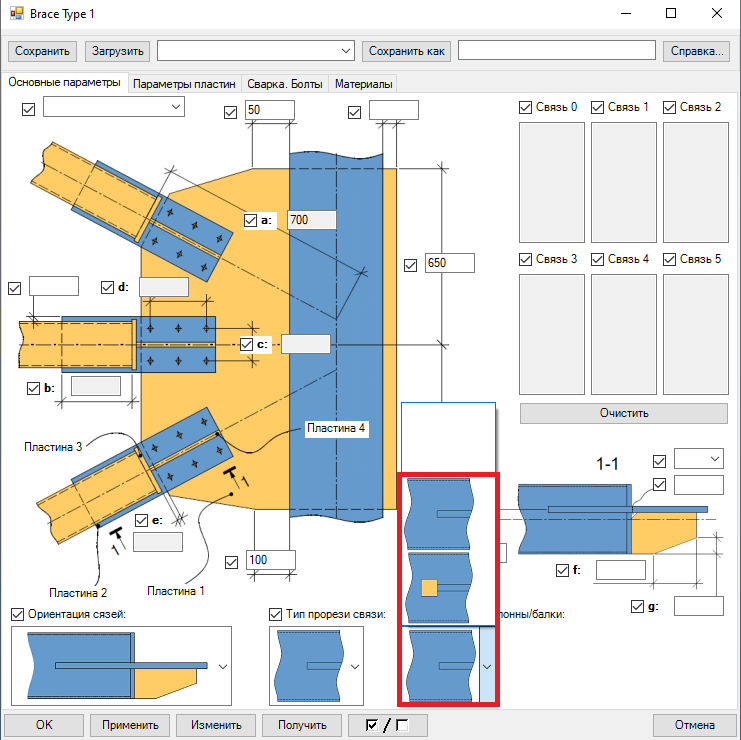 Brace Type 1
Сохранить Загрузить Сохранить как Справка...
Основные параметры Параметры пластин Сварка. Болты Материалы
50
Связь 0 Связь 1 Связь 2
a: 700
650
Связь 3 Связь 4 Связь 5
d:
c:
b:
Очистить
Пластина 4
Пластина 3
1-1
1
e:
1
f:
100
Пластина 2 Пластина 1
g:
Ориентация сязей: Тип прорези связи: лонны/балки:
OK Применить Изменить Получить / Отмена